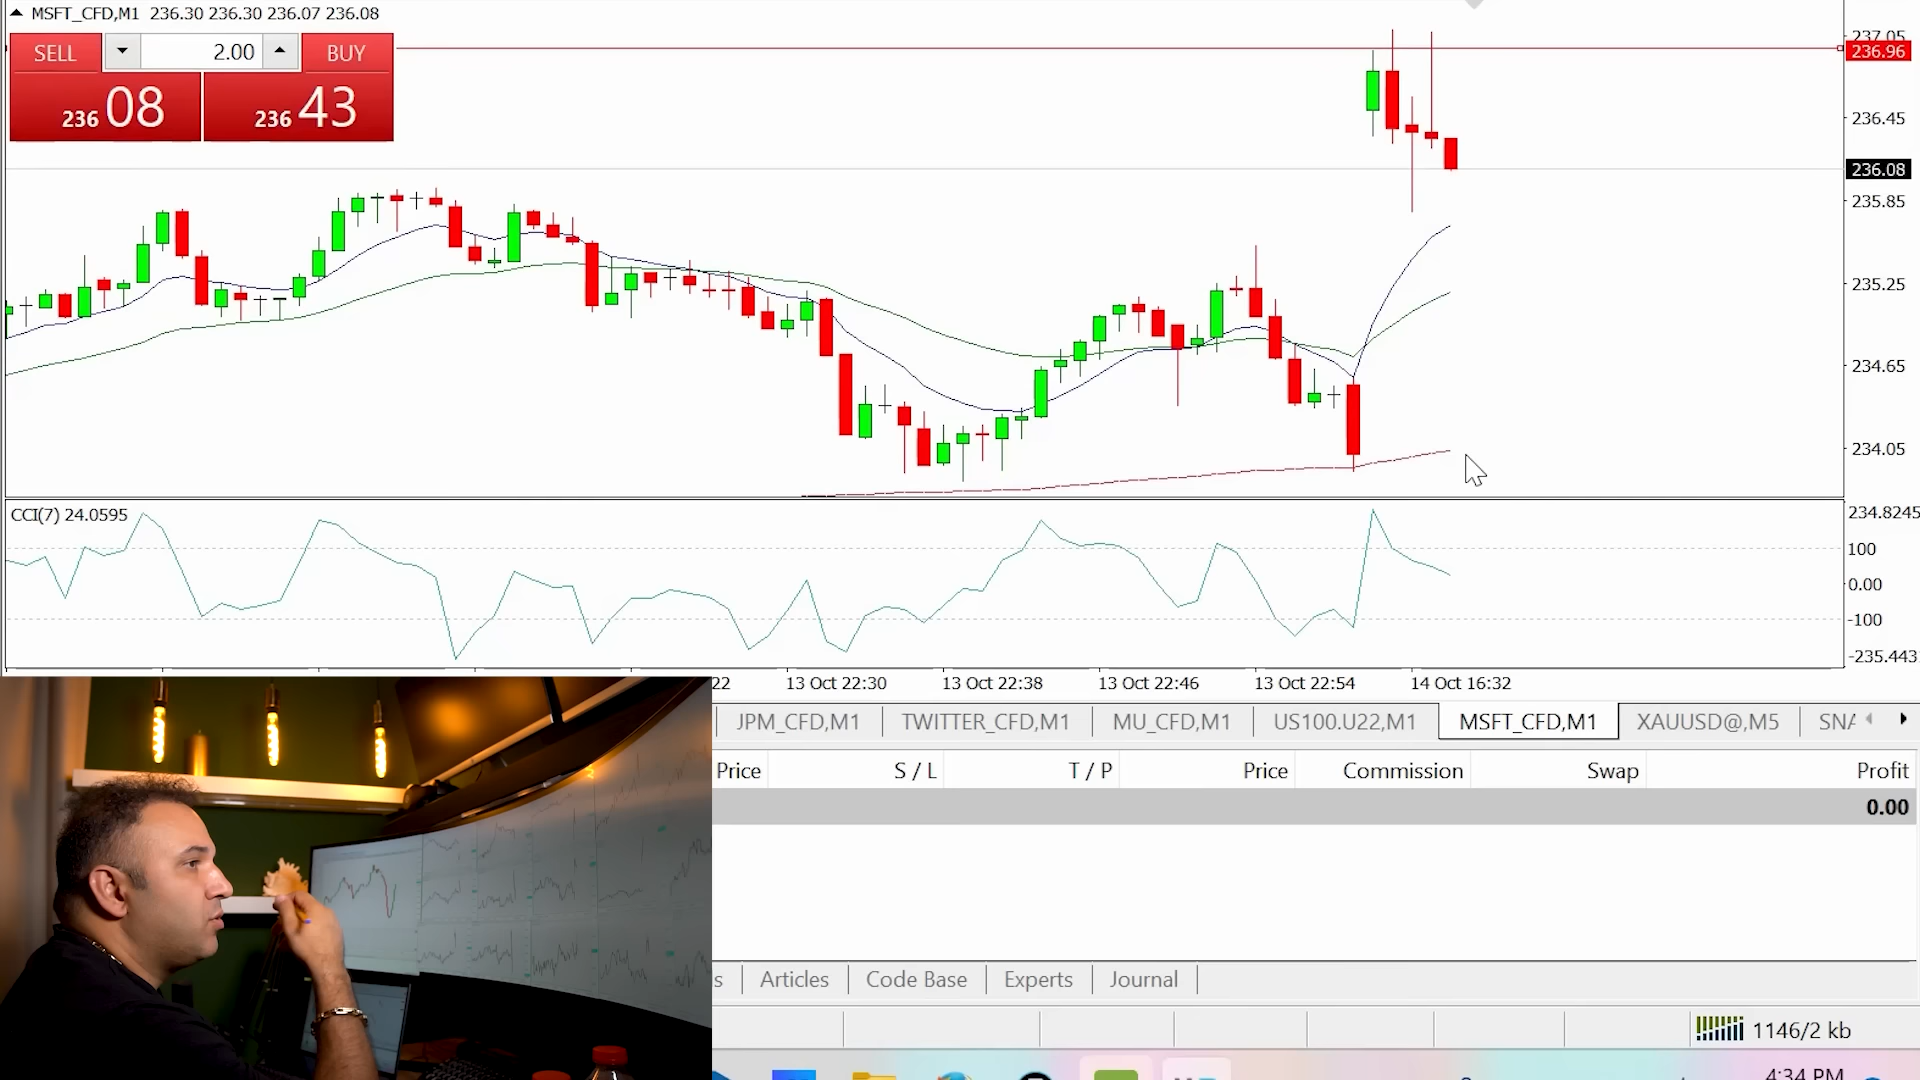 MSFT_CFD,M1 236.30 236.30 236.07 236.08
SELL 2.00 BUY
236 08 236 43
237.05
236.96
236.45
236.08
235.85
235.25
234.65
234.05
CCI(7) 24.0595
234.8245
100
0.00
-100
-235.443
22 13 Oct 22:30 13 Oct 22:38 13 Oct 22:46 13 Oct 22:54 14 Oct 16:32
JPM_CFD,M1 TWITTER_CFD,M1 MU_CFD,M1 US100.U22,M1 MSFT_CFD,M1 XAUUSD@,M5 SNA
Price S / L T / P Price Commission Swap Profit
0.00
s Articles Code Base Experts Journal
1146/2 kb
4:34 PM